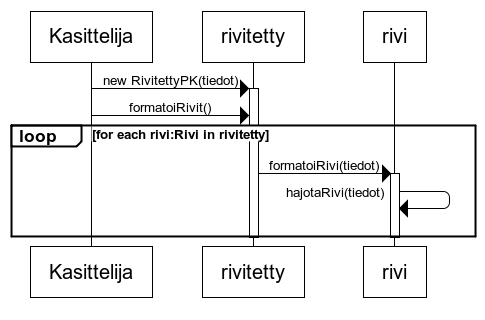 Kasittelija
rivitetty
rivi
new RivitettyPK(tiedot)
formatoiRivit()
loop
[for each rivi:Rivi in rivitetty]
formatoiRivi(tiedot)
hajotaRivi(tiedot)
Kasittelija
rivitetty
rivi